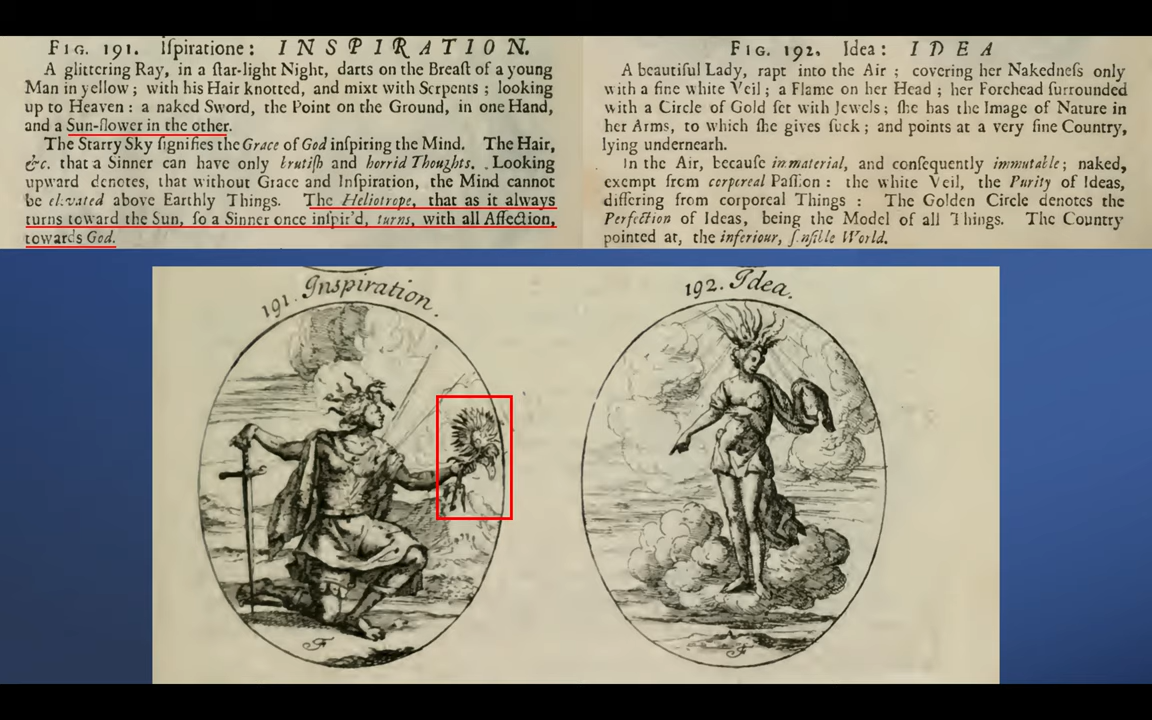 FIG. 191. Iſpiratione: INSPIRATION.
A glittering Ray, in a ſtar-light Night, darts on the Breaſt of a young
Man in yellow; with his Hair knotted, and mixt with Serpents; looking
up to Heaven: a naked Sword, the Point on the Ground, in one Hand,
and a Sun-flower in the other.
The Starry Sky ſignifies the Grace of God inſpiring the Mind. The Hair,
&c. that a Sinner can have only brutiſh and horrid Thoughts. Looking
upward denotes, that without Grace and Inſpiration, the Mind cannot
be elevated above Earthly Things. The Heliotrope, that as it always
turns toward the Sun, ſo a Sinner once inſpir'd, turns, with all Affection,
towards God.
FIG. 192. Idea: IDEA
A beautiful Lady, rapt into the Air; covering her Nakedneſs only
with a fine white Veil; a Flame on her Head; her Forehead ſurrounded
with a Circle of Gold ſet with Jewels; ſhe has the Image of Nature in
her Arms, to which ſhe gives ſuck; and points at a very fine Country,
lying underneath.
In the Air, becauſe immaterial, and conſequently immutable; naked,
exempt from corporeal Paſſion: the white Veil, the Purity of Ideas,
differing from corporeal Things: The Golden Circle denotes the
Perfection of Ideas, being the Model of all Things. The Country
pointed at, the inferiour, ſenſible World.
191. Inspiration.
192. Idea.